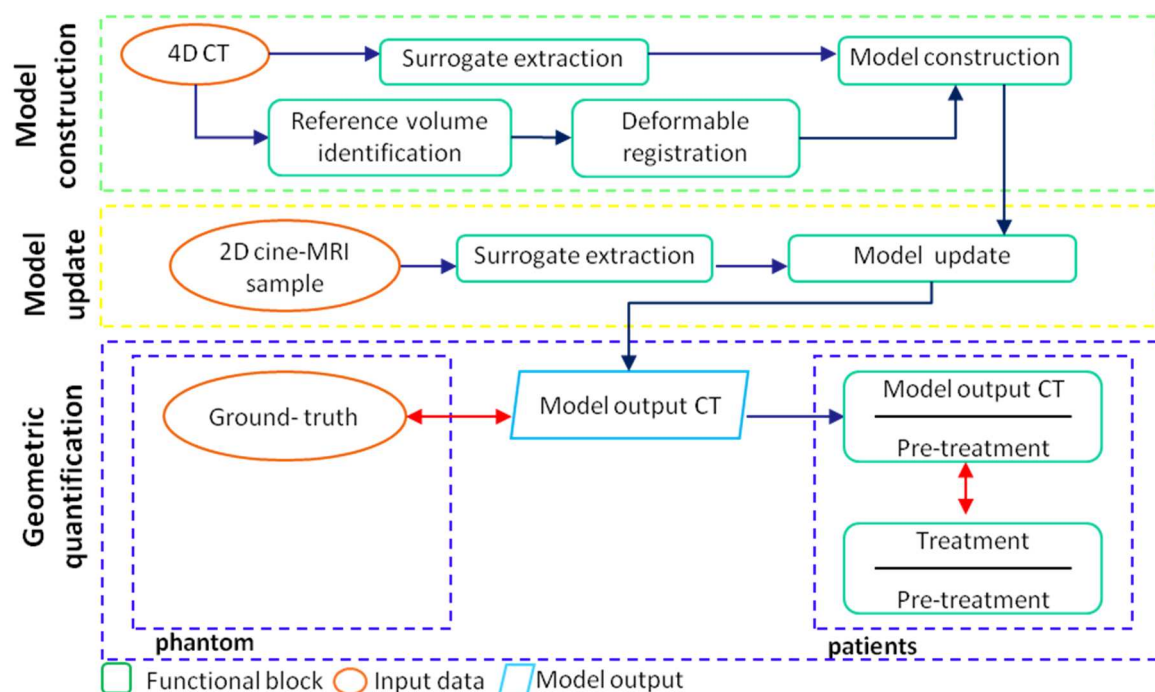 Model
construction
4D CT
Surrogate extraction
Model construction
Reference volume
identification
Deformable
registration
Model
update
2D cine-MRI
sample
Surrogate extraction
Model update
Geometric
quantification
Ground- truth
Model output CT
Model output CT
Pre-treatment
Treatment
Pre-treatment
phantom
patients
Functional block
Input data
Model output